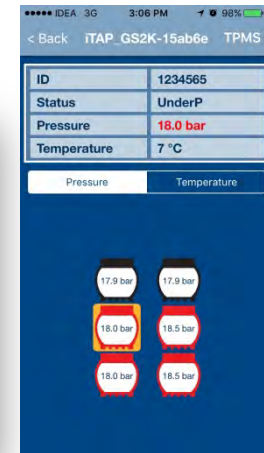 ●●●●● IDEA 3G 3:06 PM 98%
< Back iTAP_GS2K-15ab6e TPMS
ID 1234565
Status UnderP
Pressure 18.0 bar
Temperature 7 °C
Pressure Temperature
17.9 bar 17.9 bar
18.0 bar 18.5 bar
18.0 bar 18.5 bar